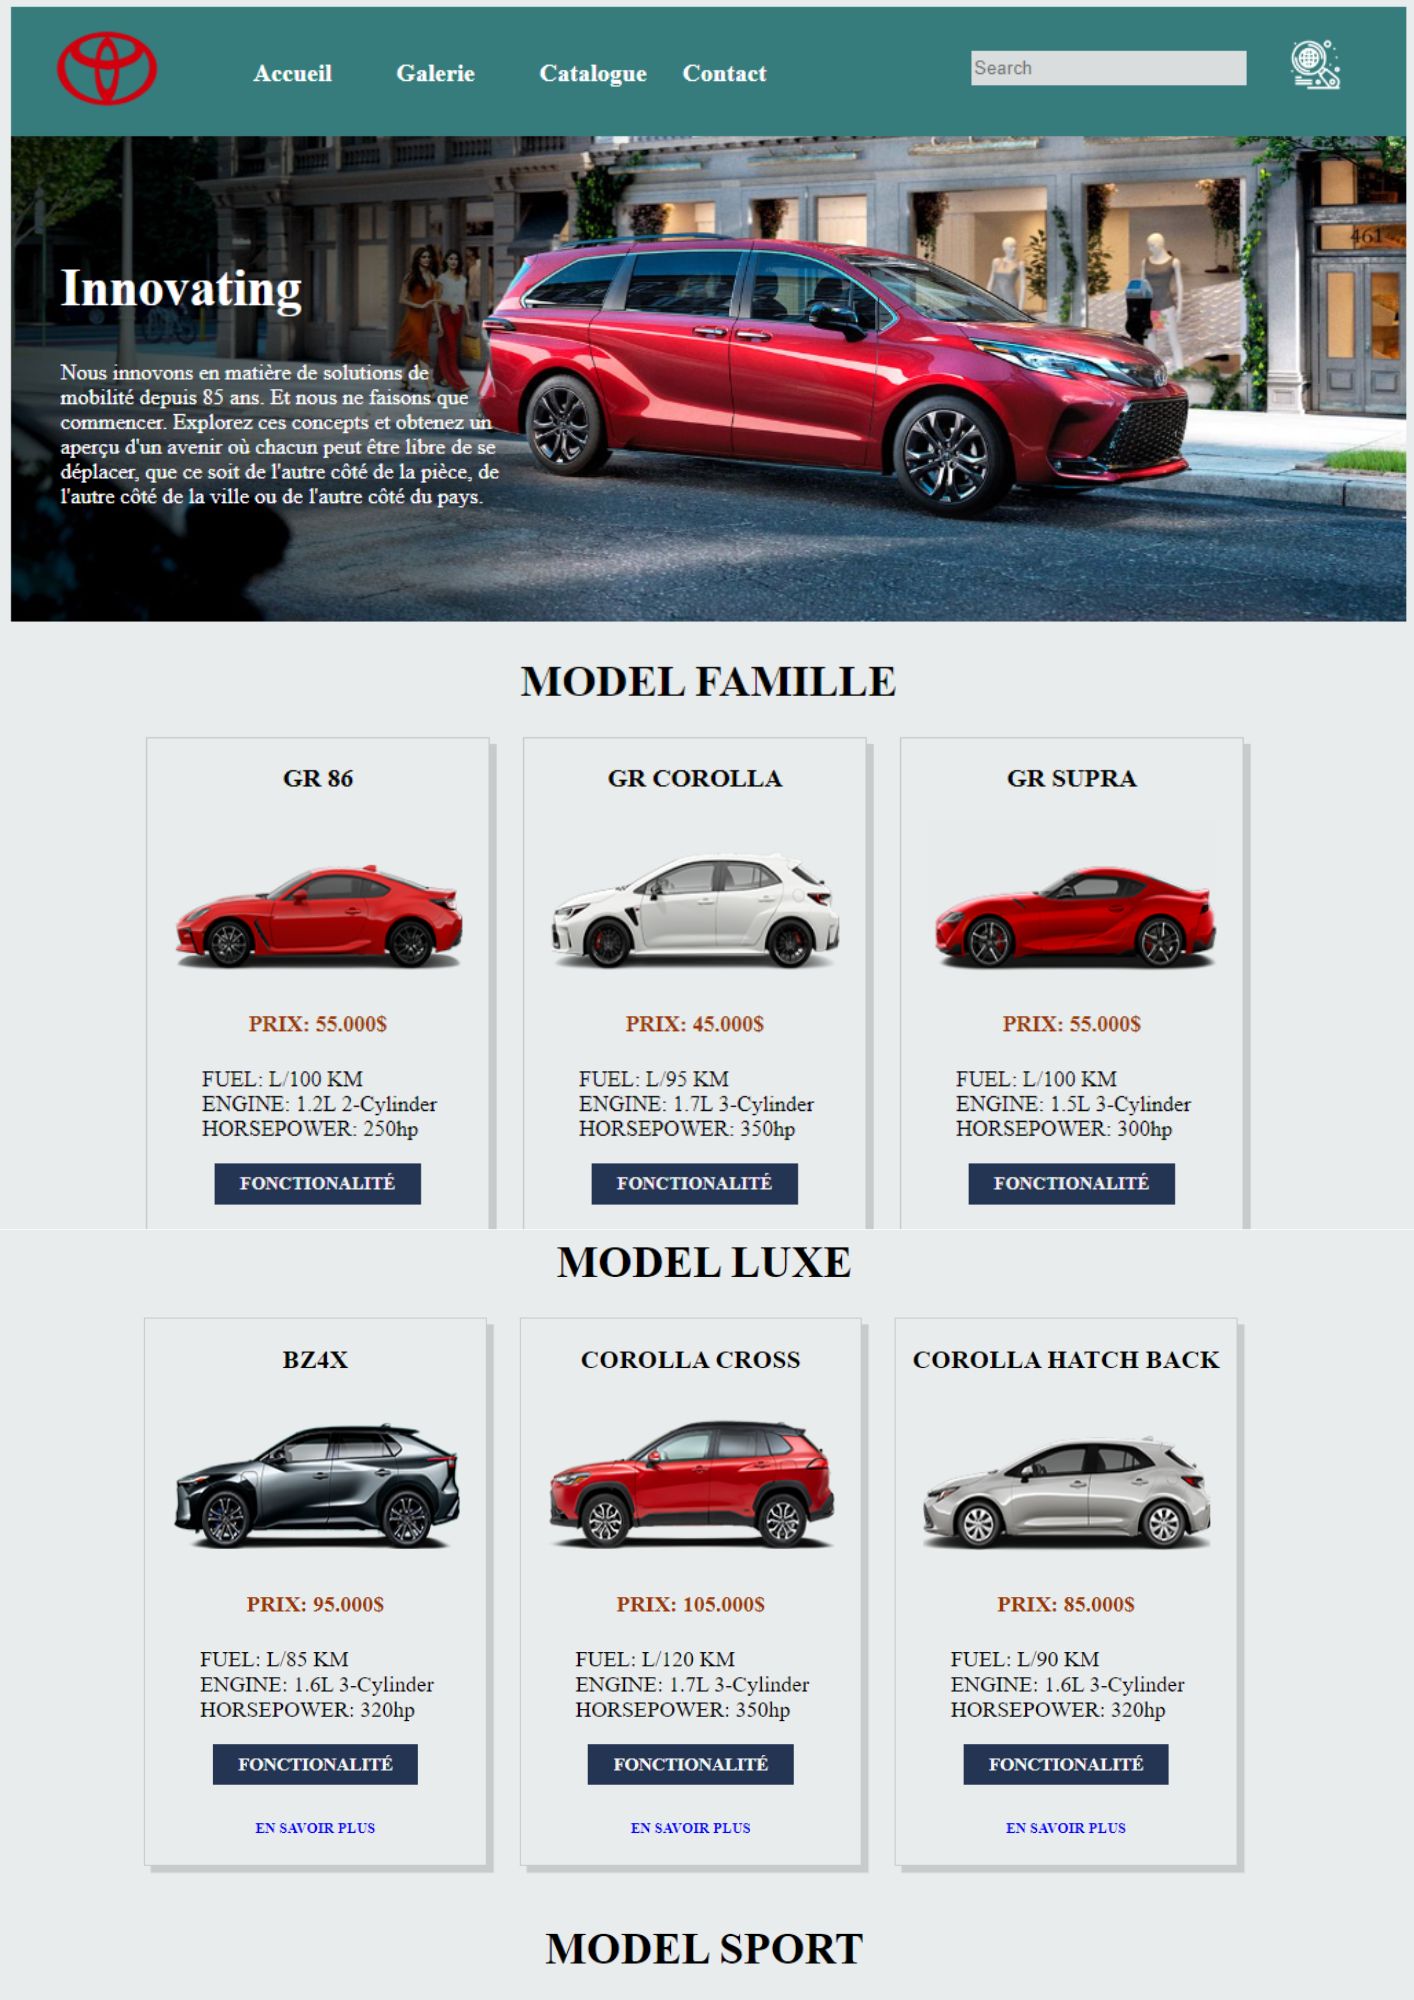 Accueil Galerie Catalogue Contact Search
461
Innovating
Nous innovons en matière de solutions de
mobilité depuis 85 ans. Et nous ne faisons que
commencer. Explorez ces concepts et obtenez un
aperçu d'un avenir où chacun peut être libre de se
déplacer, que ce soit de l'autre côté de la pièce, de
l'autre côté de la ville ou de l'autre côté du pays.
MODEL FAMILLE
GR 86
PRIX: 55.000$
FUEL: L/100 KM
ENGINE: 1.2L 2-Cylinder
HORSEPOWER: 250hp
FONCTIONALITÉ
GR COROLLA
PRIX: 45.000$
FUEL: L/95 KM
ENGINE: 1.7L 3-Cylinder
HORSEPOWER: 350hp
FONCTIONALITÉ
GR SUPRA
PRIX: 55.000$
FUEL: L/100 KM
ENGINE: 1.5L 3-Cylinder
HORSEPOWER: 300hp
FONCTIONALITÉ
MODEL LUXE
BZ4X
PRIX: 95.000$
FUEL: L/85 KM
ENGINE: 1.6L 3-Cylinder
HORSEPOWER: 320hp
FONCTIONALITÉ
EN SAVOIR PLUS
COROLLA CROSS
PRIX: 105.000$
FUEL: L/120 KM
ENGINE: 1.7L 3-Cylinder
HORSEPOWER: 350hp
FONCTIONALITÉ
EN SAVOIR PLUS
COROLLA HATCH BACK
PRIX: 85.000$
FUEL: L/90 KM
ENGINE: 1.6L 3-Cylinder
HORSEPOWER: 320hp
FONCTIONALITÉ
EN SAVOIR PLUS
MODEL SPORT